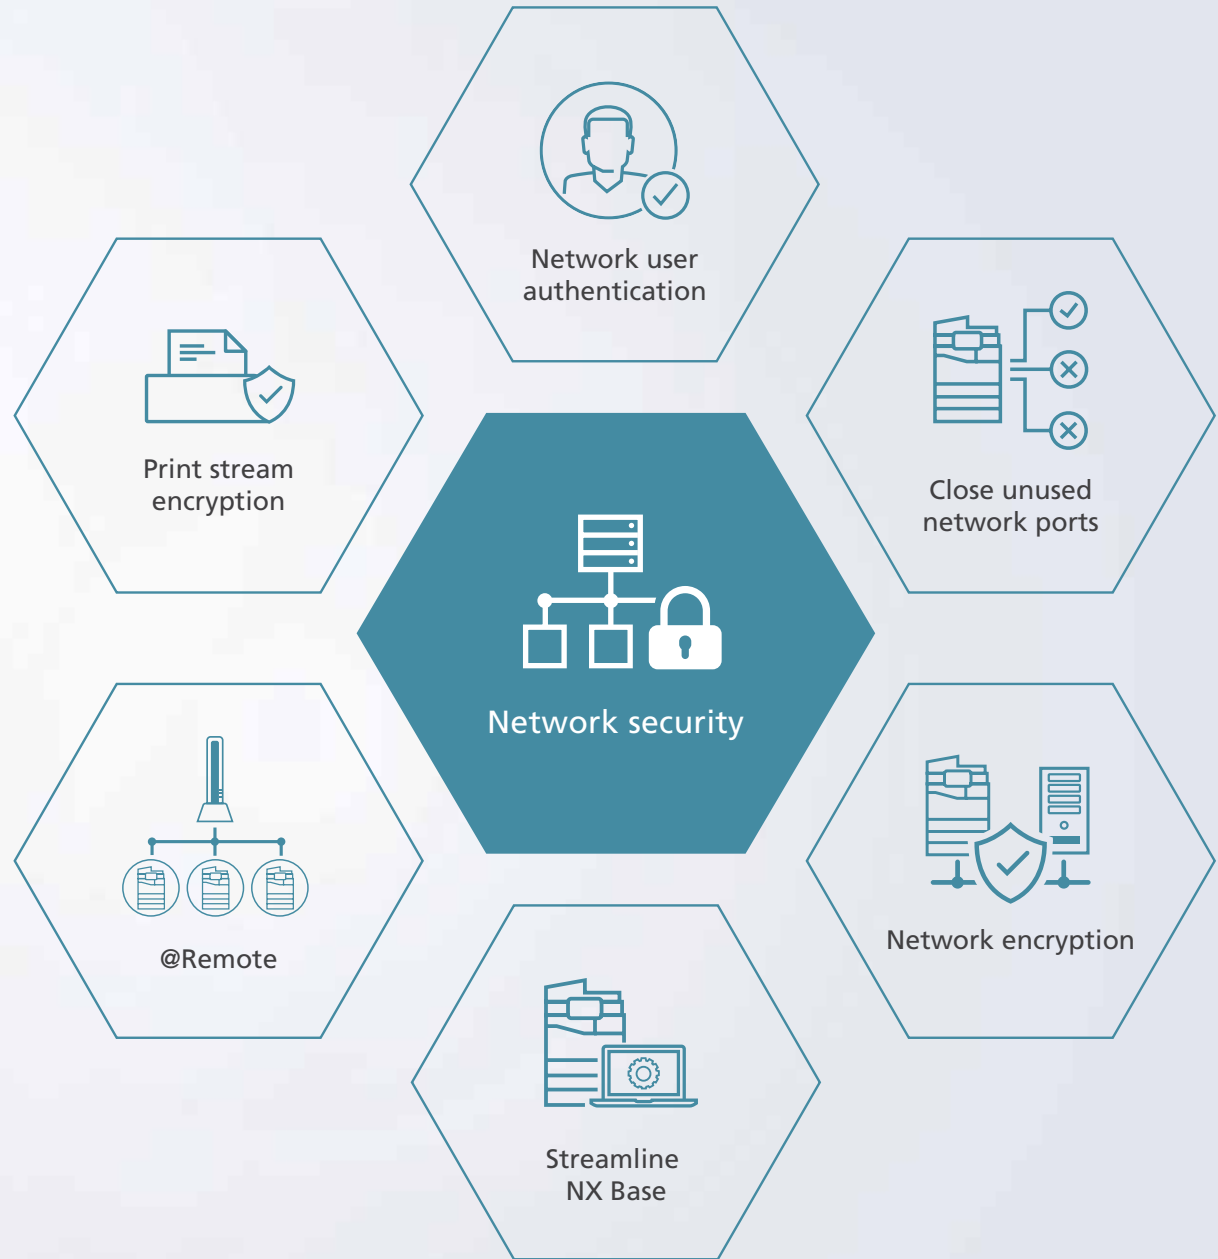 Network user
authentication
Print stream
encryption
Close unused
network ports
Network security
@Remote
Network encryption
Streamline
NX Base